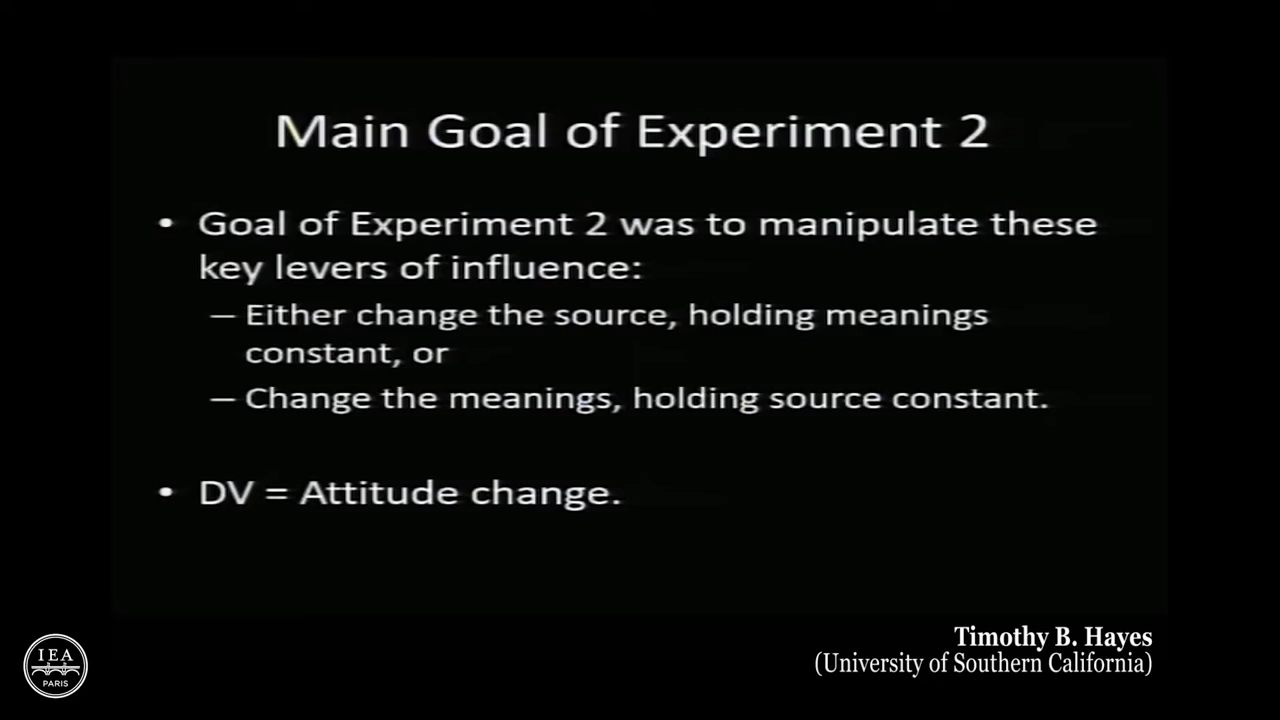 Main Goal of Experiment 2
• Goal of Experiment 2 was to manipulate these
key levers of influence:
– Either change the source, holding meanings
constant, or
– Change the meanings, holding source constant.
• DV = Attitude change.
Timothy B. Hayes
(University of Southern California)
IEA
PARIS